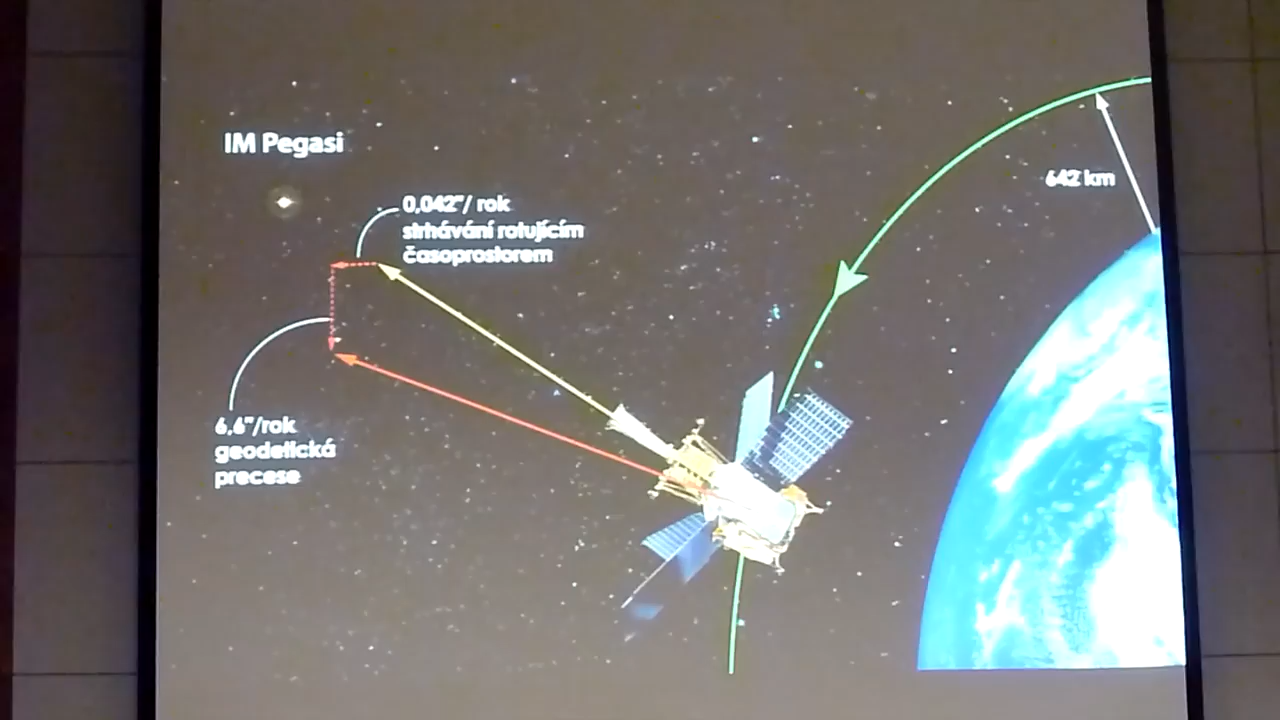 IM Pegasi
0,042"/ rok
strhávání rotujícím
časoprostorem
642 km
6,6"/rok
geodetická
precese